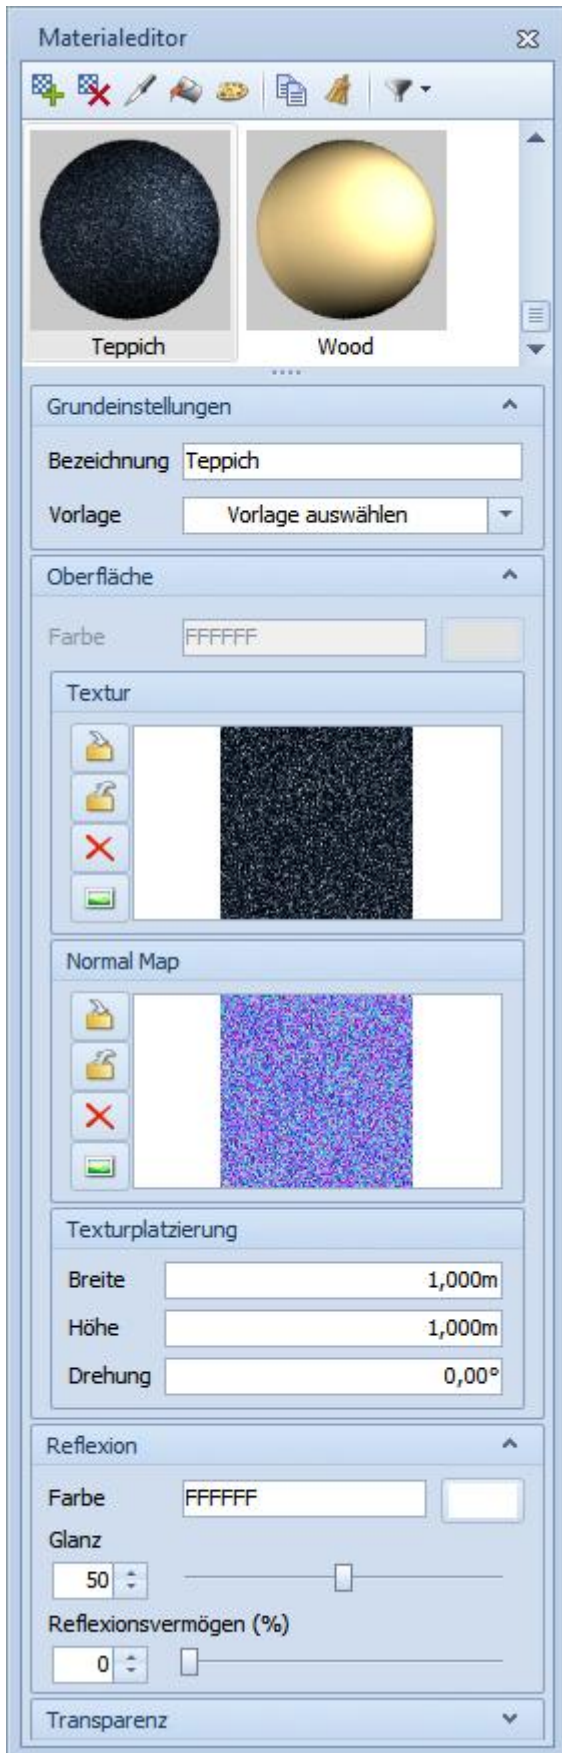 Materialeditor
Teppich Wood
Grundeinstellungen
Bezeichnung Teppich
Vorlage Vorlage auswählen
Oberfläche
Farbe FFFFFF
Textur
Normal Map
Texturplatzierung
Breite 1,000m
Höhe 1,000m
Drehung 0,00°
Reflexion
Farbe FFFFFF
Glanz
50
Reflexionsvermögen (%)
0
Transparenz